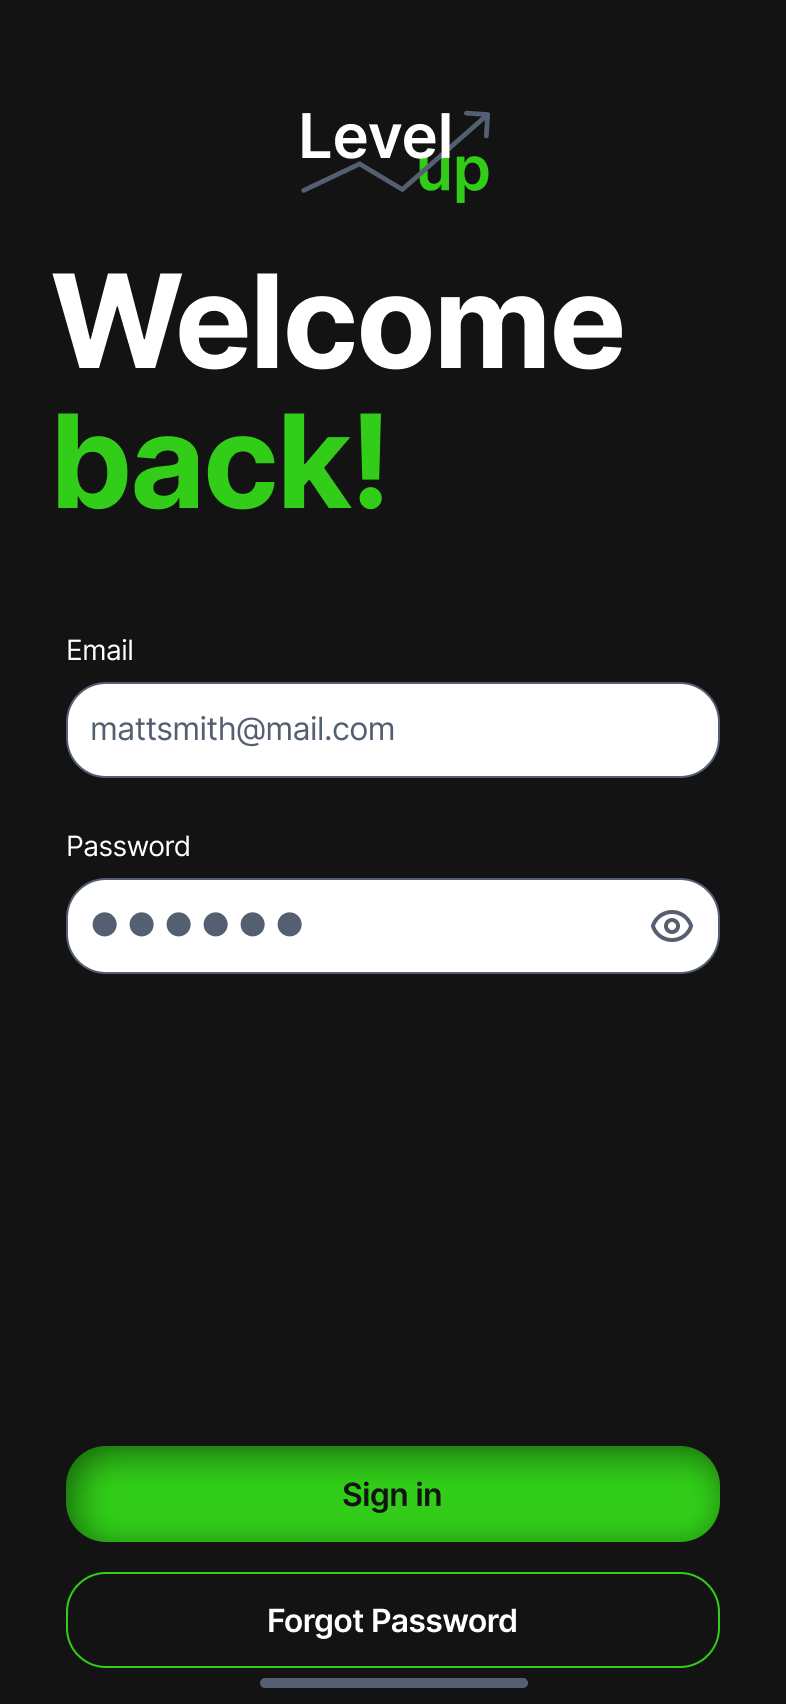 Level
up
Welcome
back!
Email
mattsmith@mail.com
Password
Sign in
Forgot Password